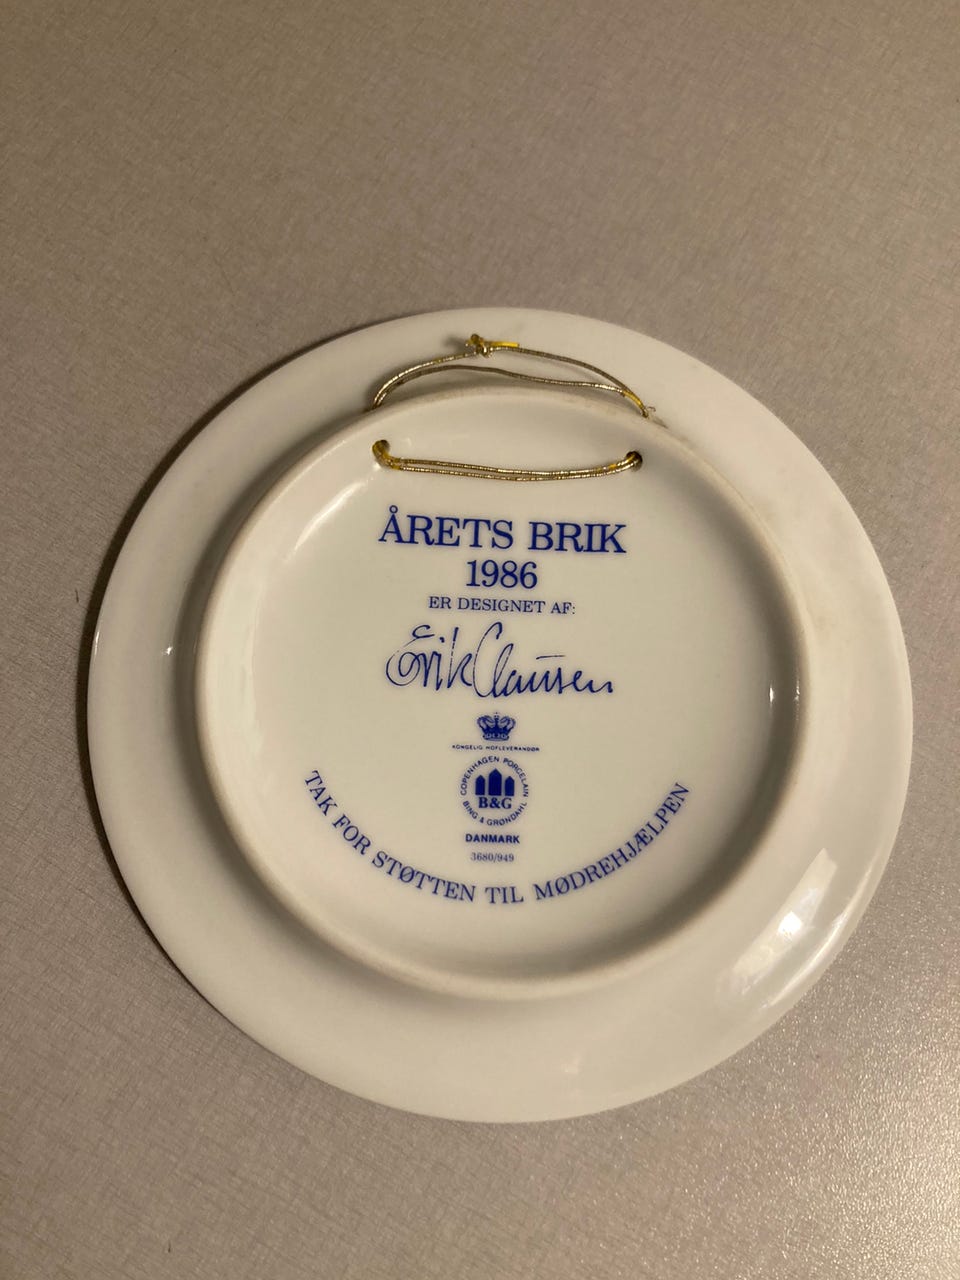 ÅRETS BRIK
1986
ER DESIGNET AF:
Erik Clausen
KONGELIG HOFLEVERANDØR
COPENHAGEN PORCELAIN
B&G
BING & GRØNDAHL
DANMARK
3680/949
TAK FOR STØTTEN TIL MØDREHJÆLPEN